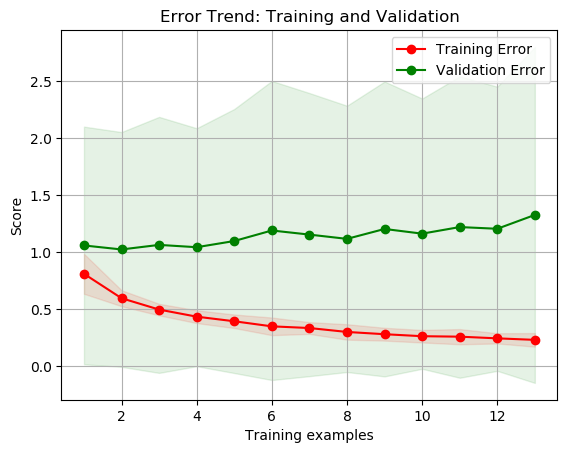 Error Trend: Training and Validation
Training Error
Validation Error
2.5
2.0
1.5
1.0
0.5
0.0
Score
2 4 6 8 10 12
Training examples